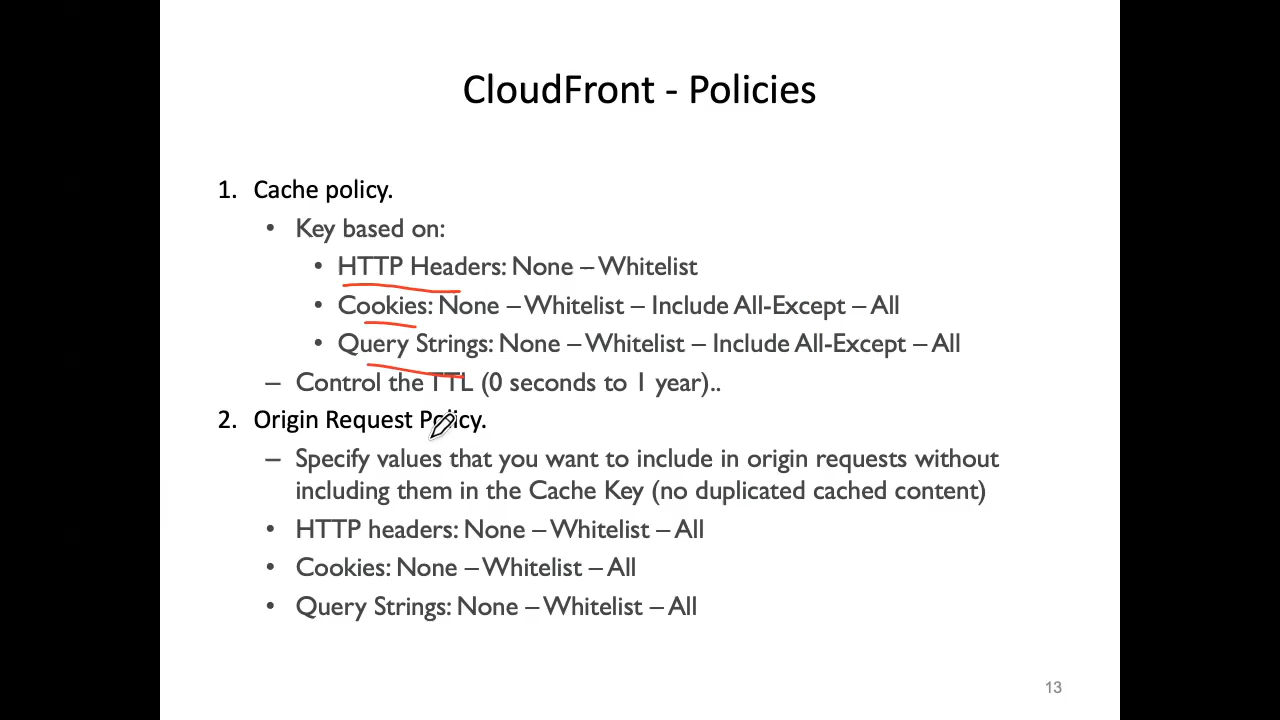 CloudFront - Policies
1. Cache policy.
• Key based on:
• HTTP Headers: None – Whitelist
• Cookies: None – Whitelist – Include All-Except – All
• Query Strings: None – Whitelist – Include All-Except – All
– Control the TTL (0 seconds to 1 year)..
2. Origin Request Policy.
– Specify values that you want to include in origin requests without
including them in the Cache Key (no duplicated cached content)
• HTTP headers: None – Whitelist – All
• Cookies: None – Whitelist – All
• Query Strings: None – Whitelist – All
13